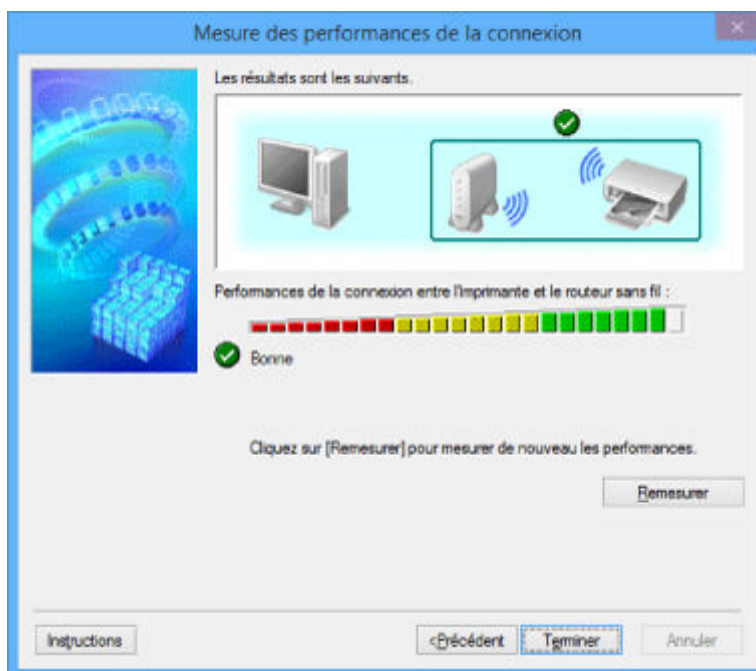 Mesure des performances de la connexion
Les résultats sont les suivants.
Performances de la connexion entre l'imprimante et le routeur sans fil :
Bonne
Cliquez sur [Remesurer] pour mesurer de nouveau les performances.
Remesurer
Instructions
<Précédent
Terminer
Annuler